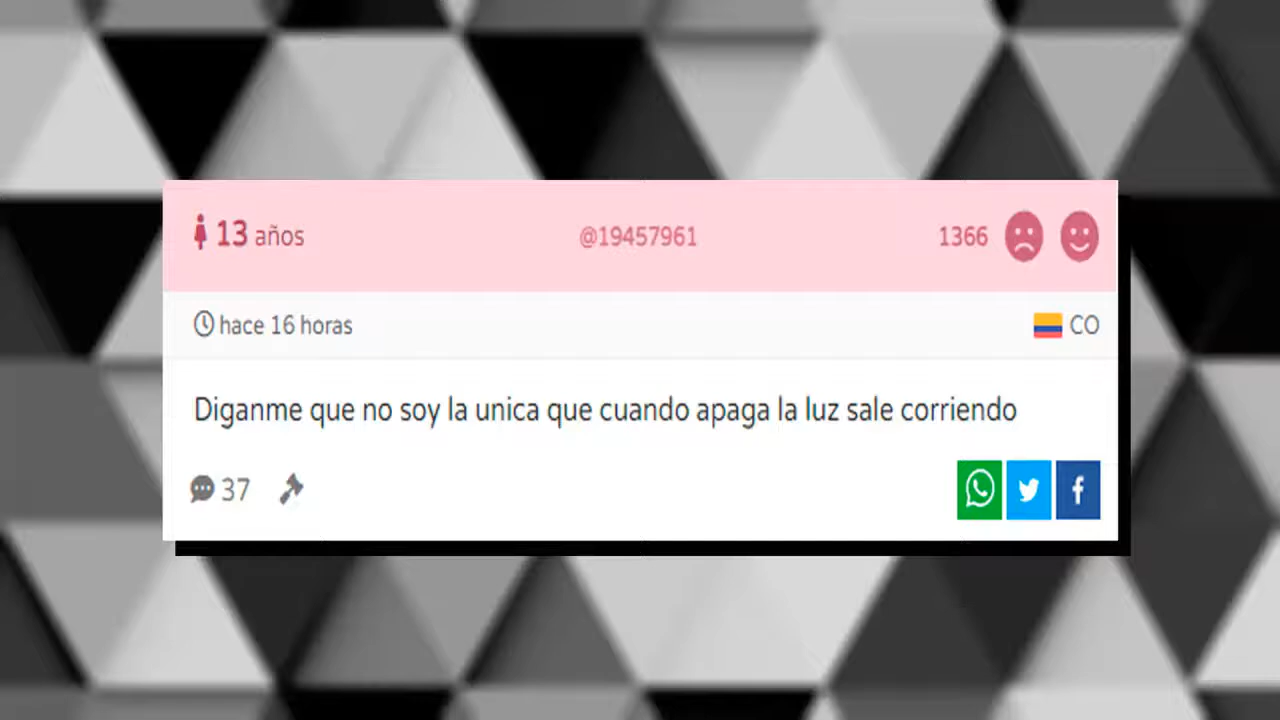 13 años @19457961 1366
hace 16 horas CO
Diganme que no soy la unica que cuando apaga la luz sale corriendo
37